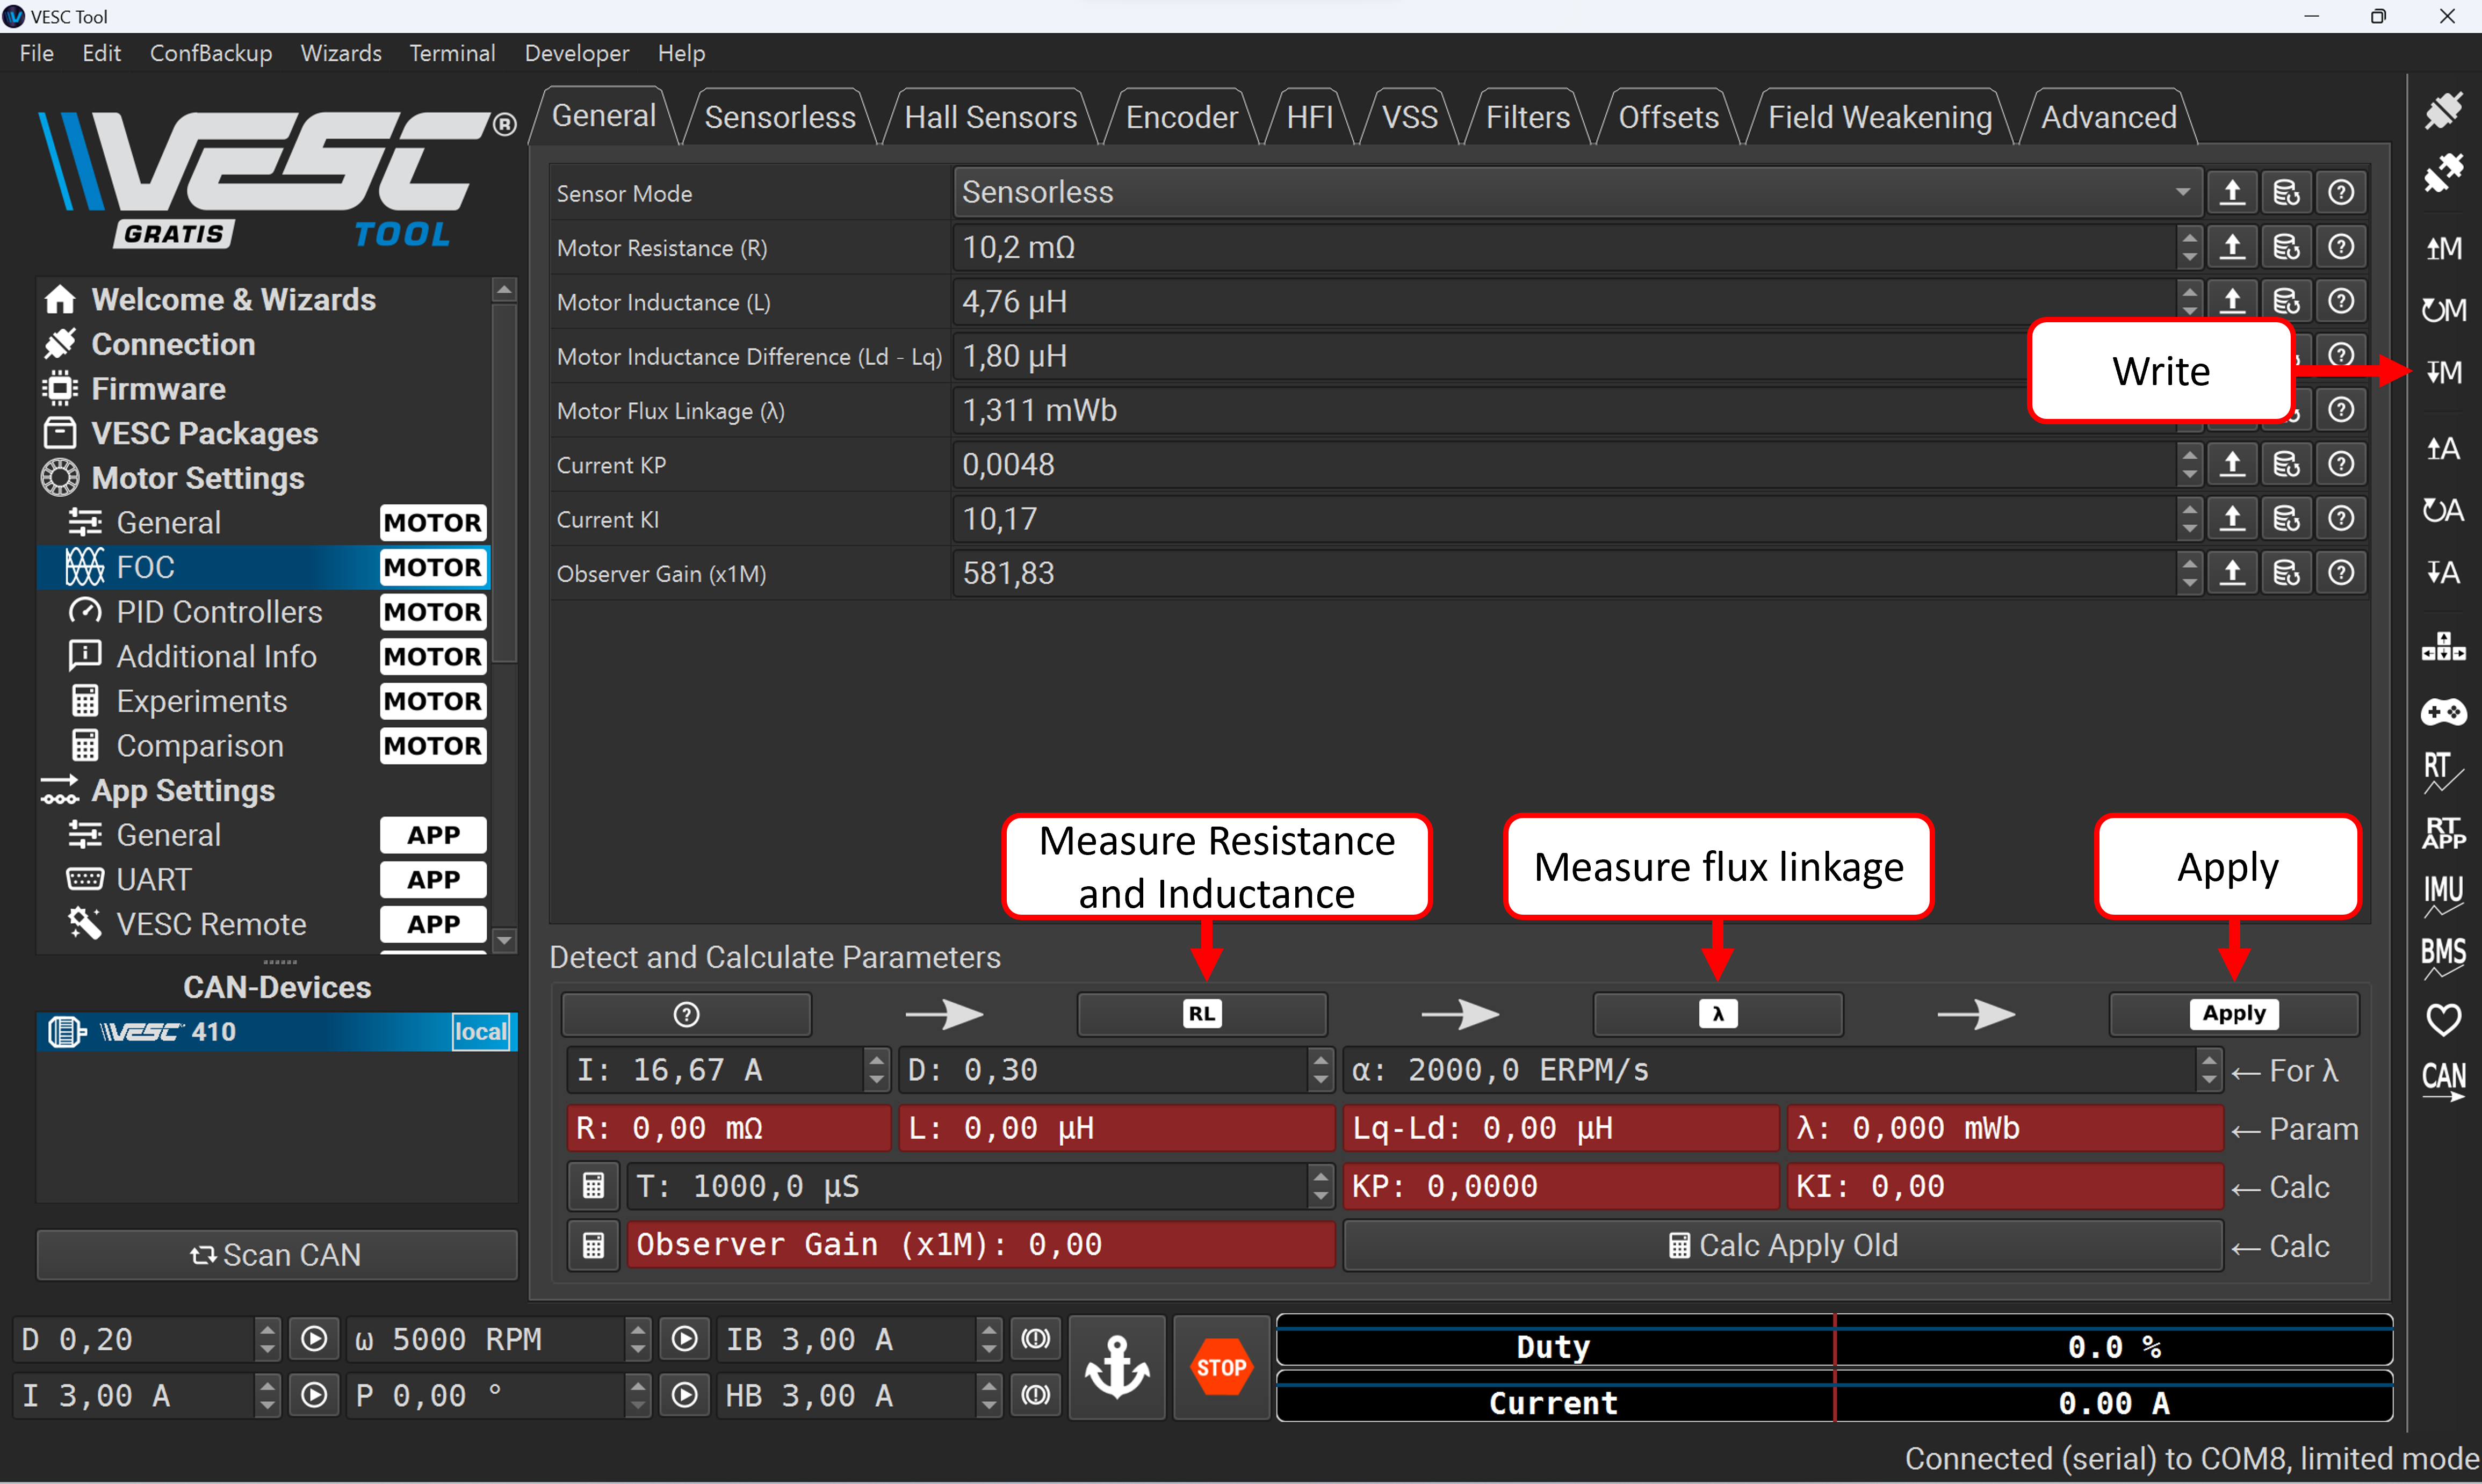 VESC Tool
File Edit ConfBackup Wizards Terminal Developer Help
VESC®
GRATIS TOOL
Welcome & Wizards
Connection
Firmware
VESC Packages
Motor Settings
General MOTOR
FOC MOTOR
PID Controllers MOTOR
Additional Info MOTOR
Experiments MOTOR
Comparison MOTOR
App Settings
General APP
UART APP
VESC Remote APP
CAN-Devices
VESC 410 local
Scan CAN
General Sensorless Hall Sensors Encoder HFI VSS Filters Offsets Field Weakening Advanced
Sensor Mode Sensorless
Motor Resistance (R) 10,2 mΩ
Motor Inductance (L) 4,76 µH
Motor Inductance Difference (Ld - Lq) 1,80 µH
Motor Flux Linkage (λ) 1,311 mWb
Current KP 0,0048
Current KI 10,17
Observer Gain (x1M) 581,83
Write
Measure Resistance
and Inductance
Measure flux linkage
Apply
Detect and Calculate Parameters
RL λ Apply
I: 16,67 A D: 0,30 α: 2000,0 ERPM/s ← For λ
R: 0,00 mΩ L: 0,00 µH Lq-Ld: 0,00 µH λ: 0,000 mWb ← Param
T: 1000,0 µS KP: 0,0000 KI: 0,00 ← Calc
Observer Gain (x1M): 0,00 Calc Apply Old ← Calc
M
M
M
A
A
A
RT
RT
APP
IMU
BMS
CAN
D 0,20 ω 5000 RPM IB 3,00 A
I 3,00 A P 0,00 ° HB 3,00 A
STOP
Duty 0.0 %
Current 0.00 A
Connected (serial) to COM8, limited mode